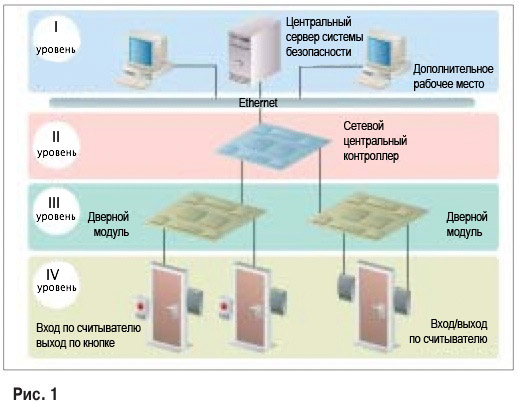 I
уровень
Центральный
сервер системы
безопасности
Дополнительное
рабочее место
Ethernet
II
уровень
Сетевой
центральный
контроллер
III
уровень
Дверной
модуль
Дверной
модуль
IV
уровень
Вход по считывателю
выход по кнопке
Вход/выход
по считывателю
Рис. 1